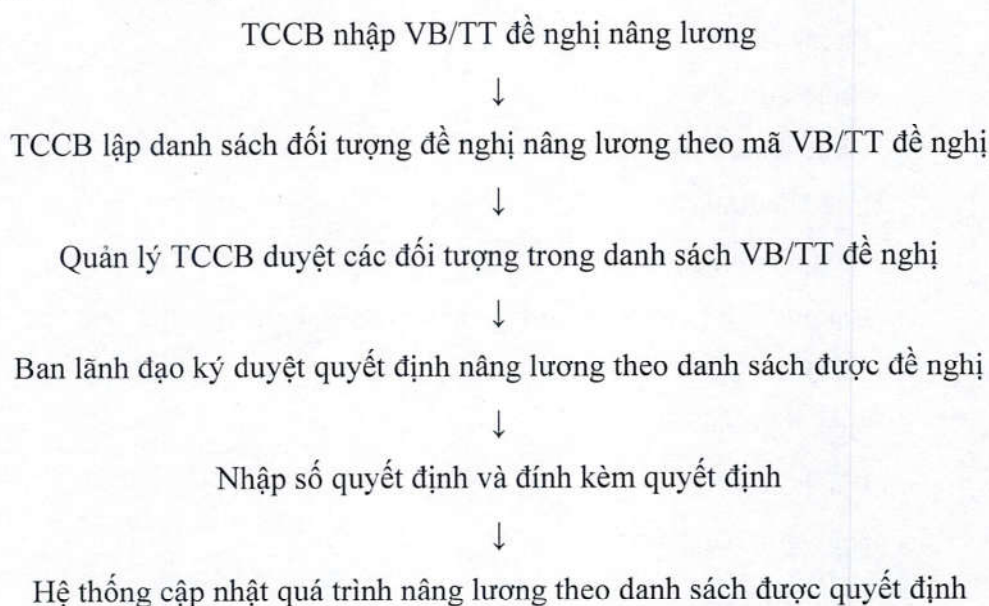 TCCB nhập VB/TT đề nghị nâng lương
↓
TCCB lập danh sách đối tượng đề nghị nâng lương theo mã VB/TT đề nghị
↓
Quản lý TCCB duyệt các đối tượng trong danh sách VB/TT đề nghị
↓
Ban lãnh đạo ký duyệt quyết định nâng lương theo danh sách được đề nghị
↓
Nhập số quyết định và đính kèm quyết định
↓
Hệ thống cập nhật quá trình nâng lương theo danh sách được quyết định